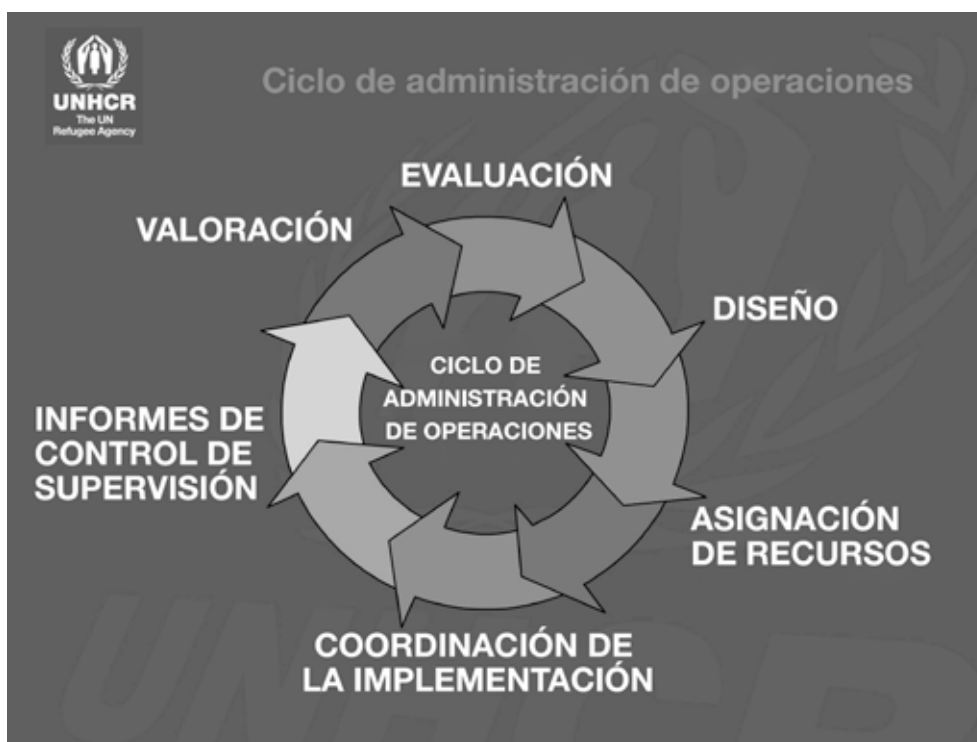 UNHCR
The UN
Refugee Agency
Ciclo de administración de operaciones
EVALUACIÓN
VALORACIÓN
DISEÑO
CICLO DE
ADMINISTRACIÓN
DE OPERACIONES
INFORMES DE
CONTROL DE
SUPERVISIÓN
ASIGNACIÓN
DE RECURSOS
COORDINACIÓN DE
LA IMPLEMENTACIÓN
UNHCR